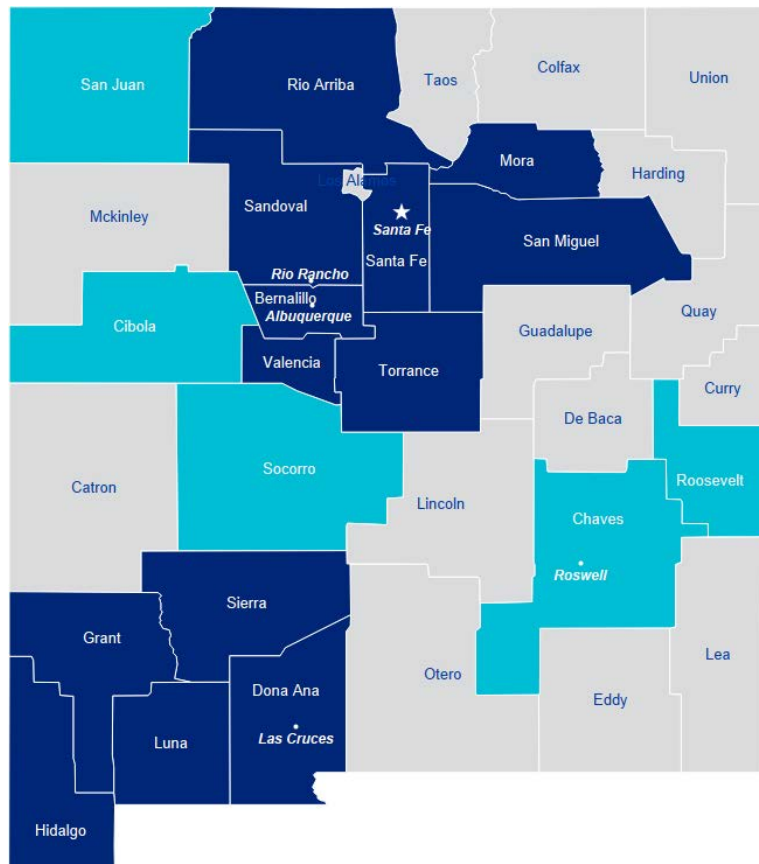 San Juan
Rio Arriba
Taos
Colfax
Union
Mora
Harding
Los Alamos
Mckinley
Sandoval
Santa Fe
San Miguel
Santa Fe
Rio Rancho
Bernalillo
Albuquerque
Quay
Cibola
Guadalupe
Valencia
Torrance
Curry
De Baca
Socorro
Roosevelt
Catron
Lincoln
Chaves
Roswell
Sierra
Grant
Lea
Otero
Dona Ana
Eddy
Las Cruces
Luna
Hidalgo